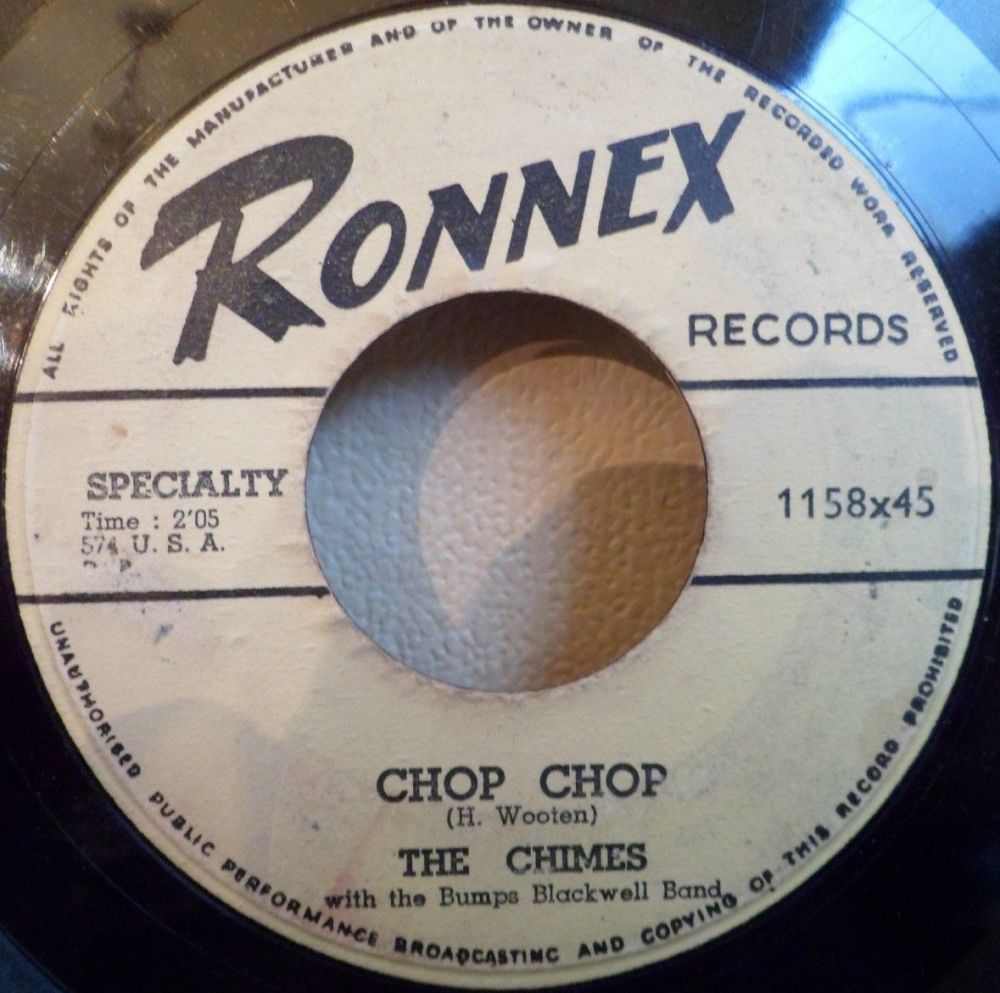 ALL RIGHTS OF THE MANUFACTURER AND OF THE OWNER OF THE RECORDED WORK RESERVED
RONNEX
RECORDS
SPECIALTY
Time : 2'05
574 U. S. A.
1158x45
CHOP CHOP
(H. Wooten)
THE CHIMES
with the Bumps Blackwell Band
UNAUTHORISED PUBLIC PERFORMANCE BROADCASTING AND COPYING OF THIS RECORD PROHIBITED